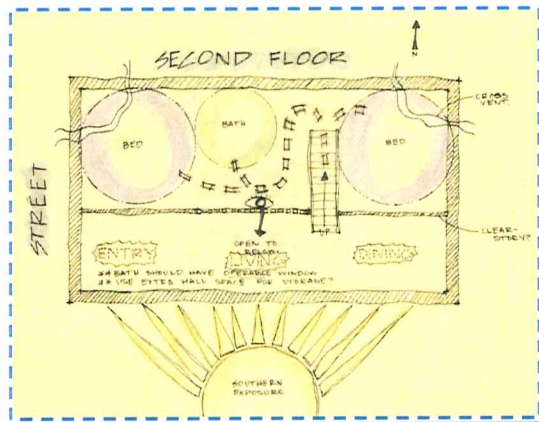 SECOND FLOOR
N
CROSS
VENT.
BATH
BED
BED
STREET
UP
CLEAR-
STORY?
ENTRY
OPEN TO
BELOW
LIVING
DINING
** BATH SHOULD HAVE OPERABLE WINDOW
** USE EXTRA HALL SPACE FOR STORAGE?
SOUTHERN
EXPOSURE